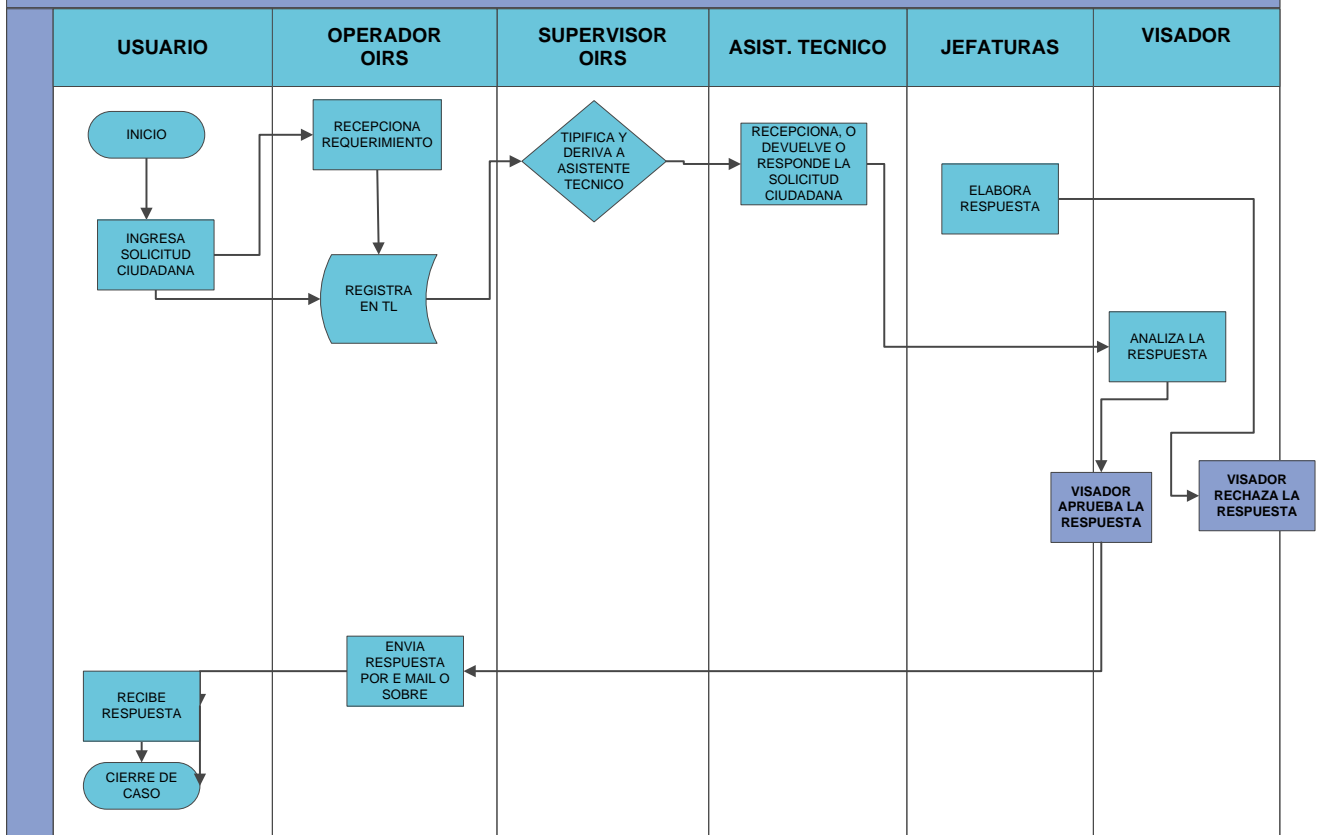 USUARIO
OPERADOR
OIRS
SUPERVISOR
OIRS
ASIST. TECNICO
JEFATURAS
VISADOR
INICIO
RECEPCIONA
REQUERIMIENTO
TIPIFICA Y
DERIVA A
ASISTENTE
TECNICO
RECEPCIONA, O
DEVUELVE O
RESPONDE LA
SOLICITUD
CIUDADANA
ELABORA
RESPUESTA
INGRESA
SOLICITUD
CIUDADANA
REGISTRA
EN TL
ANALIZA LA
RESPUESTA
VISADOR
APRUEBA LA
RESPUESTA
VISADOR
RECHAZA LA
RESPUESTA
ENVIA
RESPUESTA
POR E MAIL O
SOBRE
RECIBE
RESPUESTA
CIERRE DE
CASO